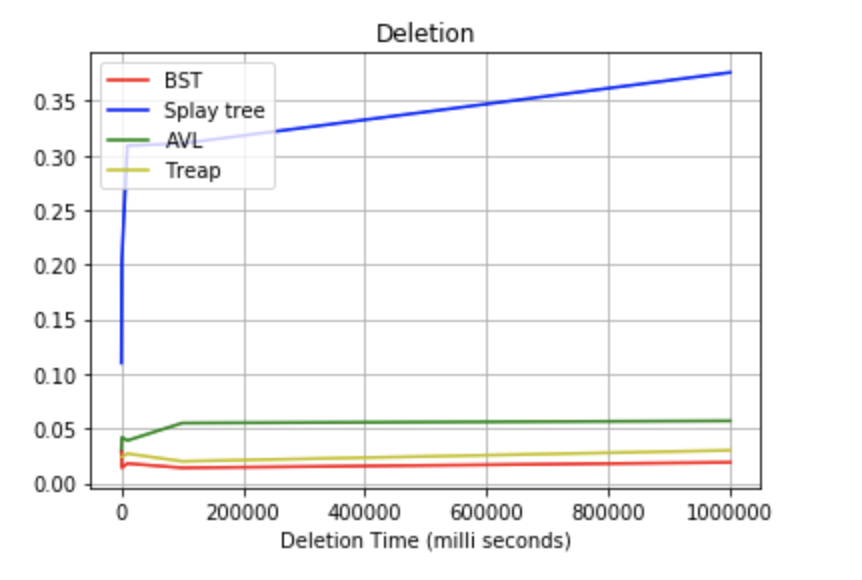 Deletion
BST
Splay tree
AVL
Treap
0.35
0.30
0.25
0.20
0.15
0.10
0.05
0.00
0 200000 400000 600000 800000 1000000
Deletion Time (milli seconds)